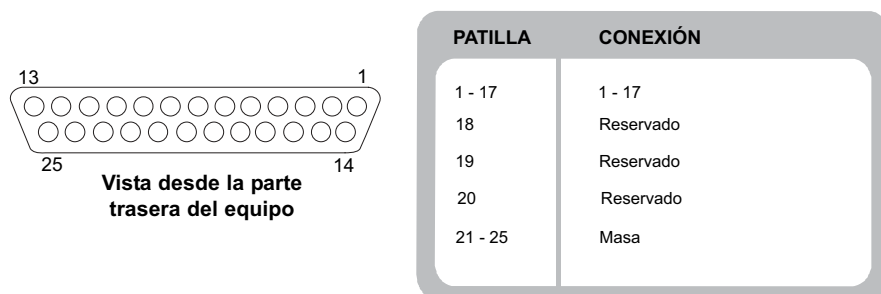 13 1
25 14
Vista desde la parte
trasera del equipo
PATILLA CONEXIÓN
1 - 17 1 - 17
18 Reservado
19 Reservado
20 Reservado
21 - 25 Masa